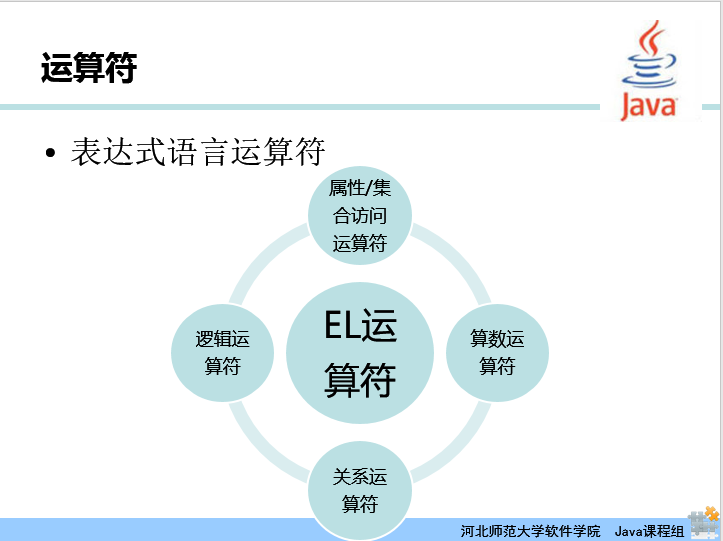 运算符
Java
• 表达式语言运算符
属性/集
合访问
运算符
EL运
算符
逻辑运
算符
算数运
算符
关系运
算符
河北师范大学软件学院 Java课程组